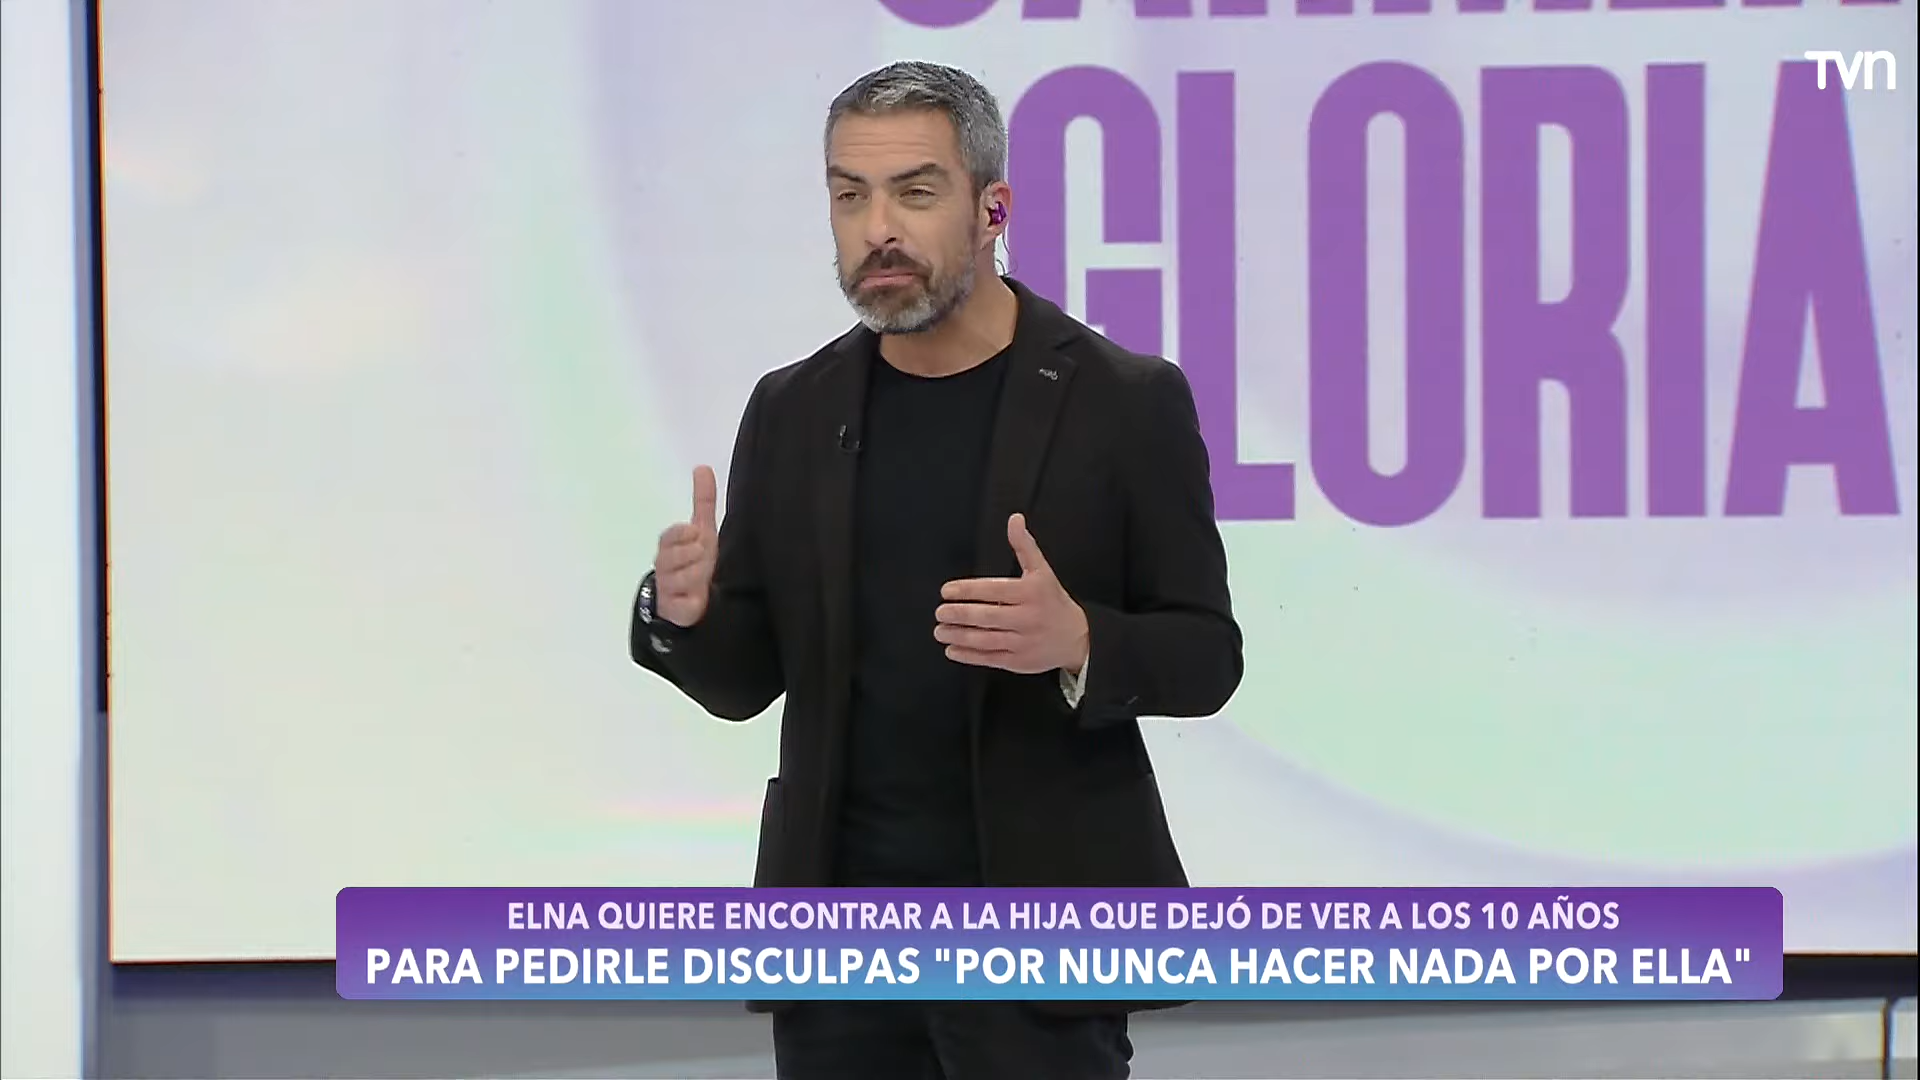 CARMEN
GLORIA
TVN
ELNA QUIERE ENCONTRAR A LA HIJA QUE DEJÓ DE VER A LOS 10 AÑOS
PARA PEDIRLE DISCULPAS "POR NUNCA HACER NADA POR ELLA"